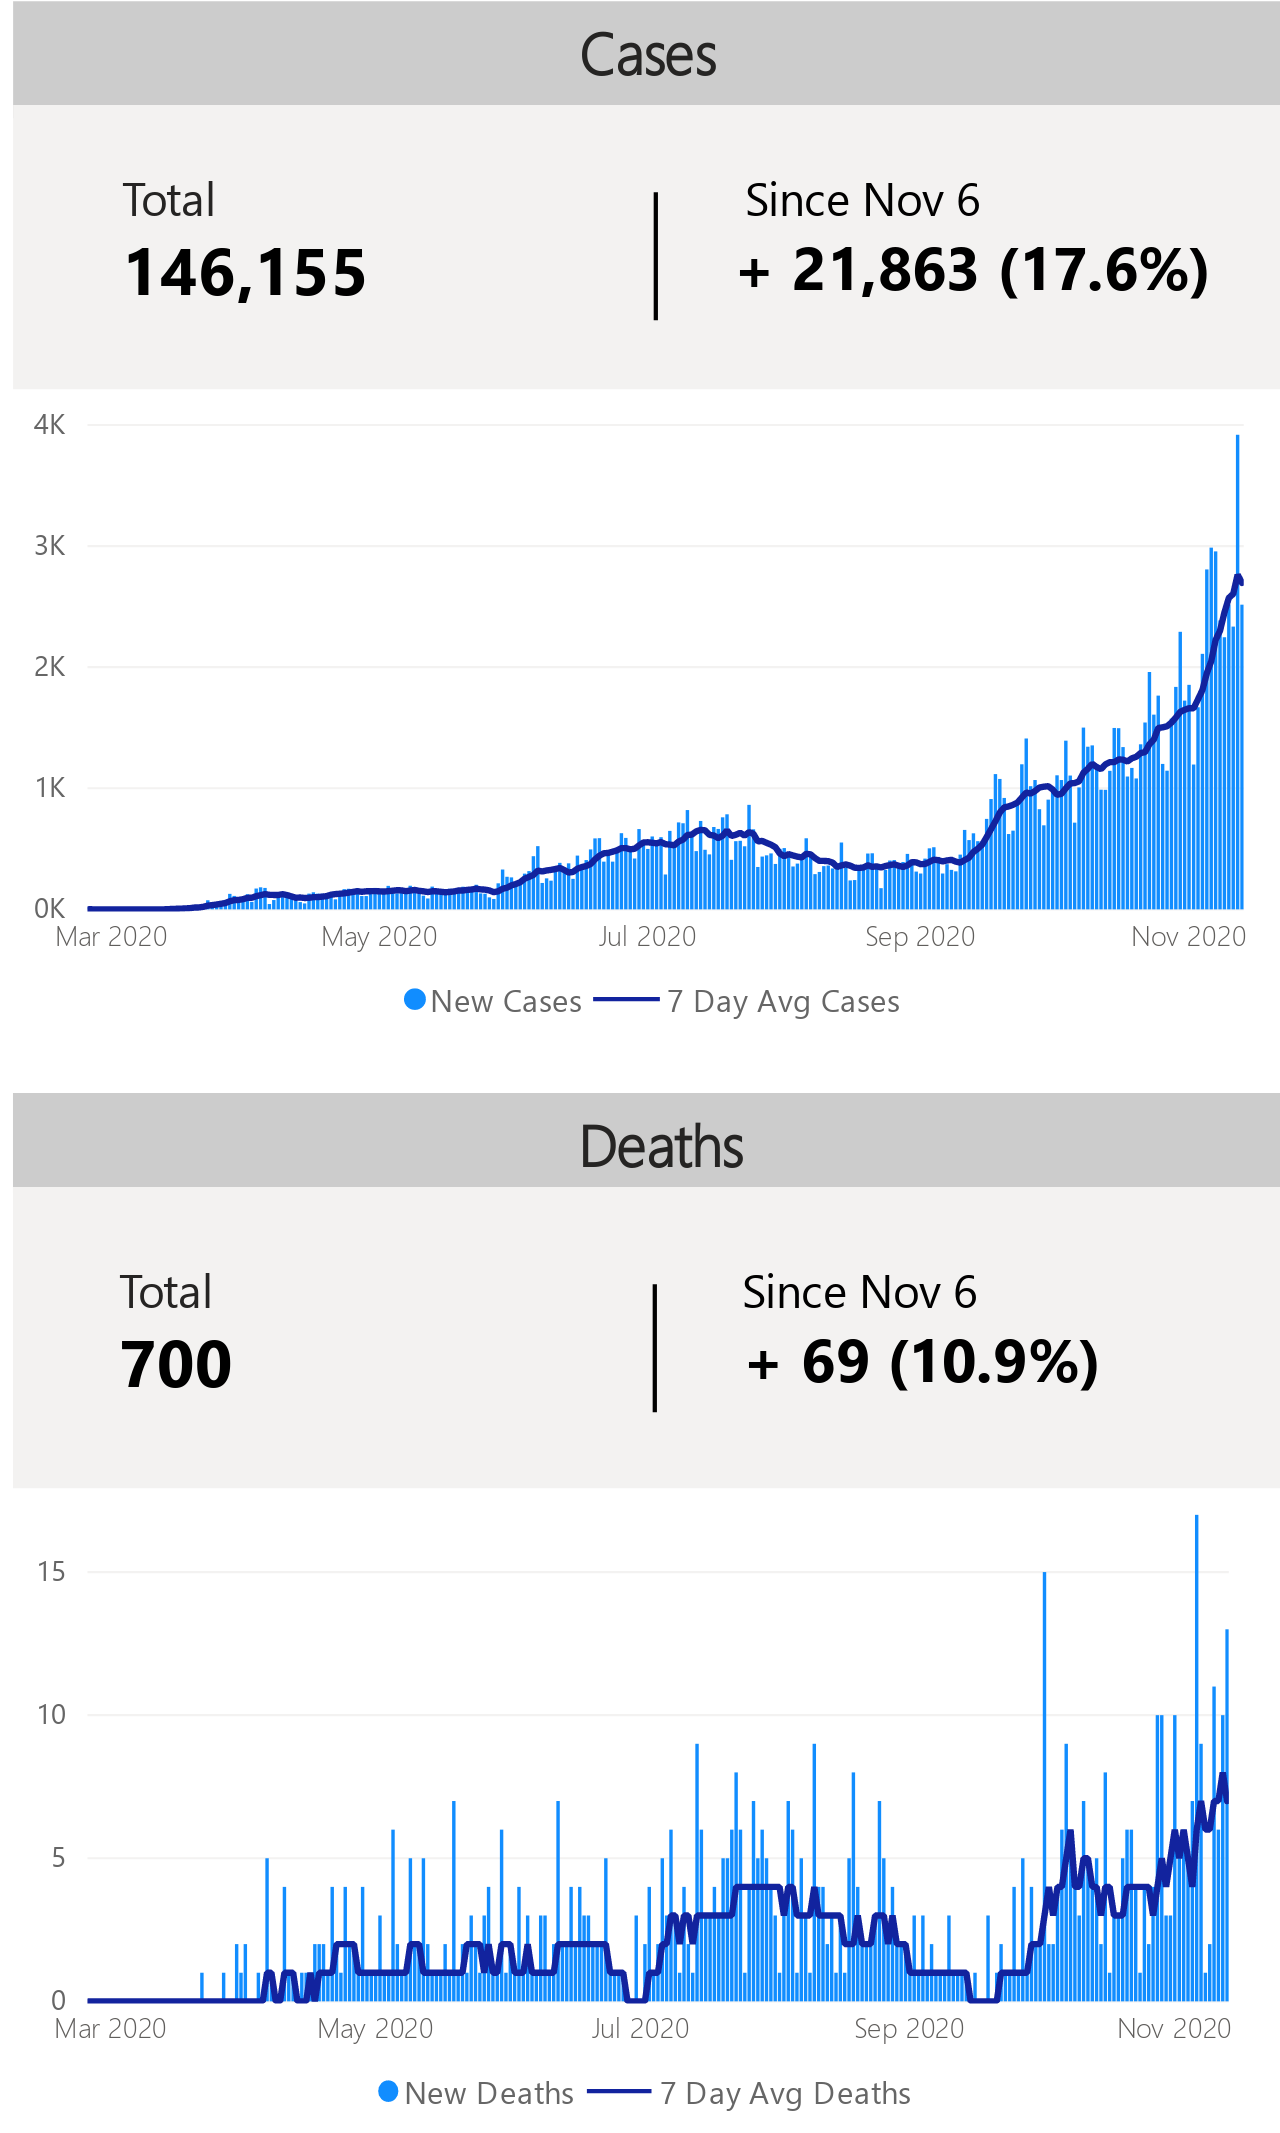 Cases
Total
Since Nov 6
146,155
+ 21,863 (17.6%)
4K
3K
2K
1K
0K
Mar 2020
May 2020
Jul 2020
Sep 2020
Nov 2020
New Cases
7 Day Avg Cases
Deaths
Total
Since Nov 6
700
+ 69 (10.9%)
15
10
5
0
Mar 2020
May 2020
Jul 2020
Sep 2020
Nov 2020
New Deaths
7 Day Avg Deaths